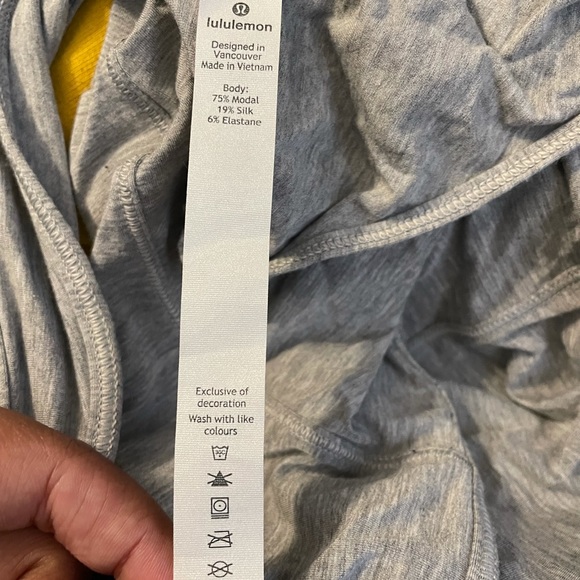 lululemon
Designed in
Vancouver
Made in Vietnam
Body:
75% Modal
19% Silk
6% Elastane
Exclusive of
decoration
Wash with like
colours
30C